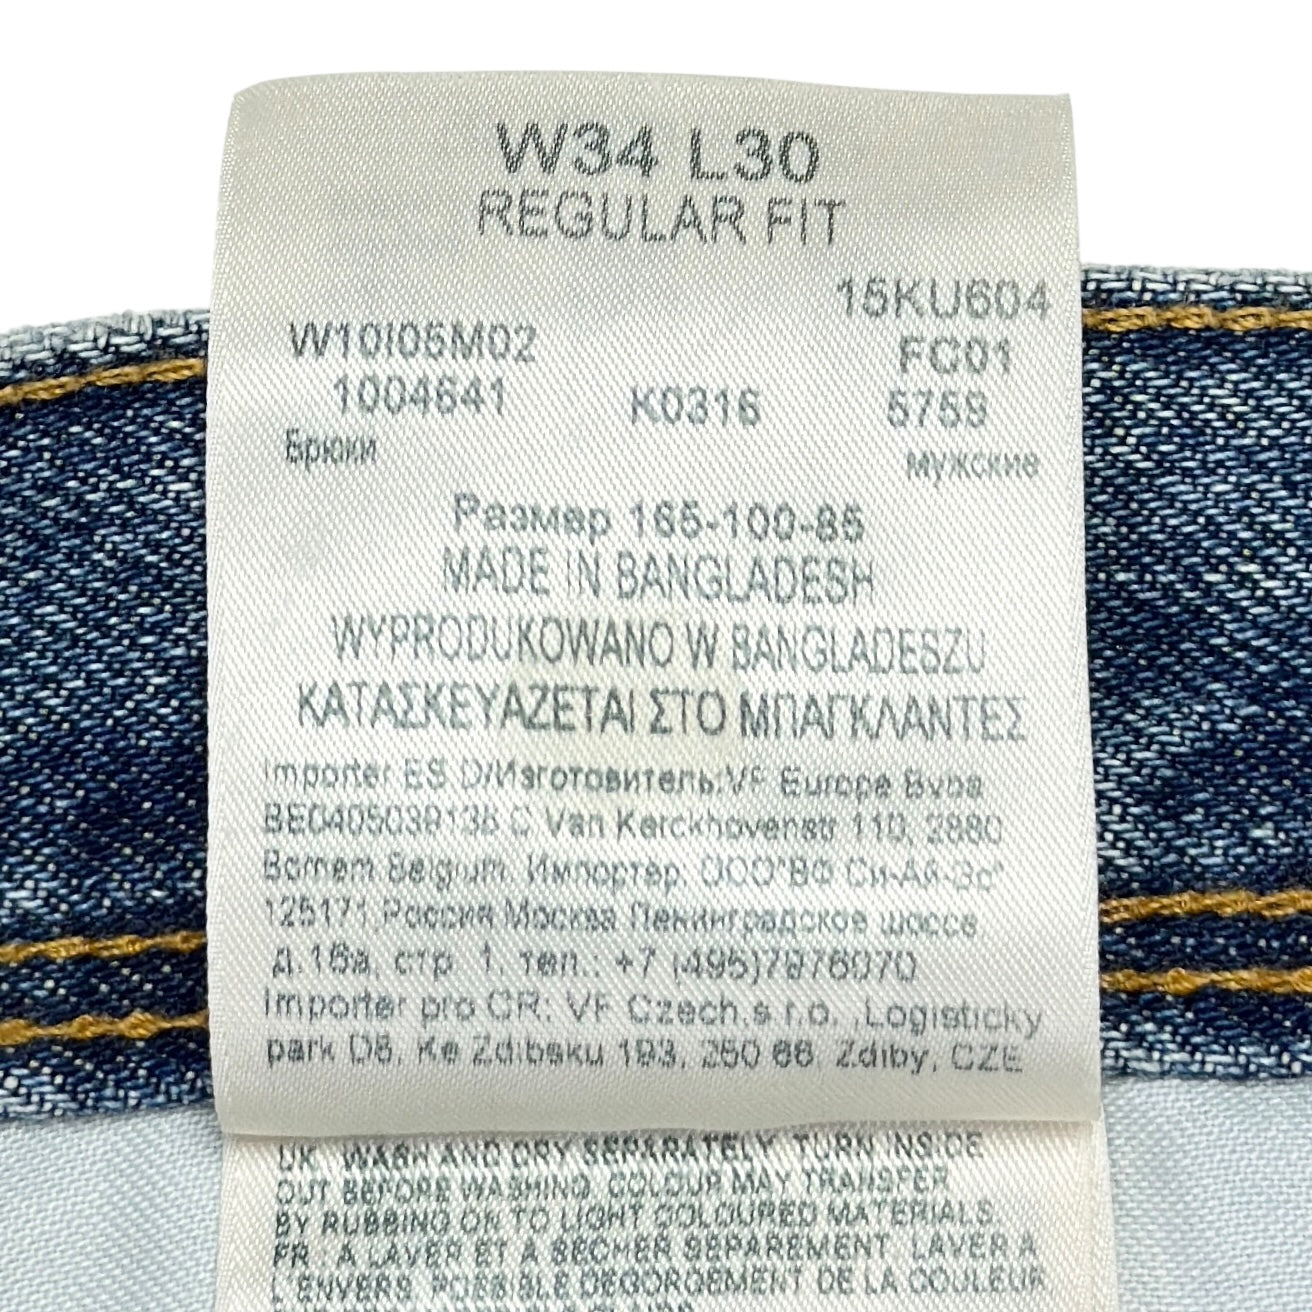 W34 L30
REGULAR FIT
15KU604
W10I05M02 FC01
1004641 K0316 5759
Брюки мужские
Размер 165-100-85
MADE IN BANGLADESH
WYPRODUKOWANO W BANGLADESZU
ΚΑΤΑΣΚΕΥΑΖΕΤΑΙ ΣΤΟ ΜΠΑΓΚΛΑΝΤΕΣ
Importer ES D/Изготовитель:VF Europe Bvba
BE0405039135 C Van Kerckhovenstr 110, 2880
Bornem Belgium. Импортер. ООО"ВФ Си-Ай-Эс"
125171,Россия Москва Ленинградское шоссе
д.16а, стр. 1, тел.: +7 (495)7976070
Importer pro CR: VF Czech,s r.o. ,Logisticky
park D8, Ke Zdibsku 193, 250 66, Zdiby, CZE
UK : WASH AND DRY SEPARATELY. TURN INSIDE
OUT BEFORE WASHING. COLOUR MAY TRANSFER
BY RUBBING ON TO LIGHT COLOURED MATERIALS.
FR : A LAVER ET A SECHER SEPAREMENT. LAVER A
L'ENVERS. POSSIBLE DEGORGEMENT DE LA COULEUR